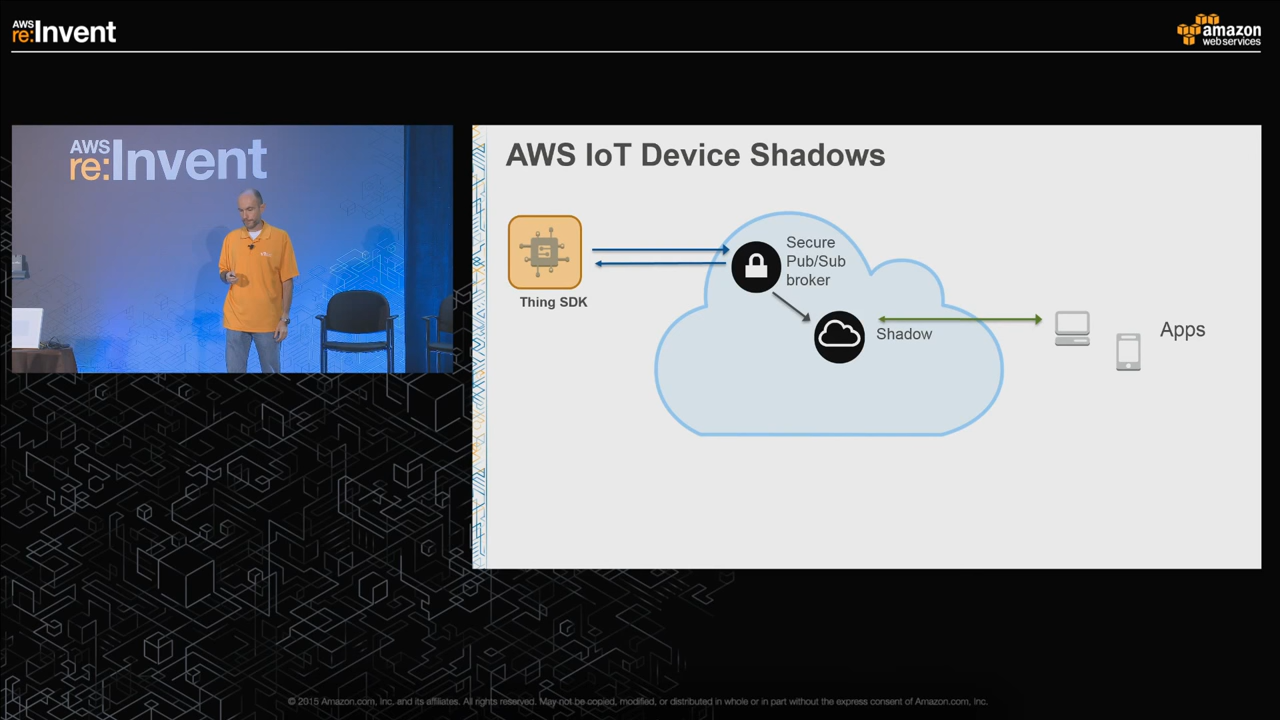 AWS
re:Invent
amazon
web services
AWS
re:Invent
AWS IoT Device Shadows
Secure
Pub/Sub
broker
Thing SDK
Shadow
Apps
© 2015 Amazon.com, Inc. and its affiliates. All rights reserved. May not be copied, modified, or distributed in whole or in part without the express consent of Amazon.com, Inc.